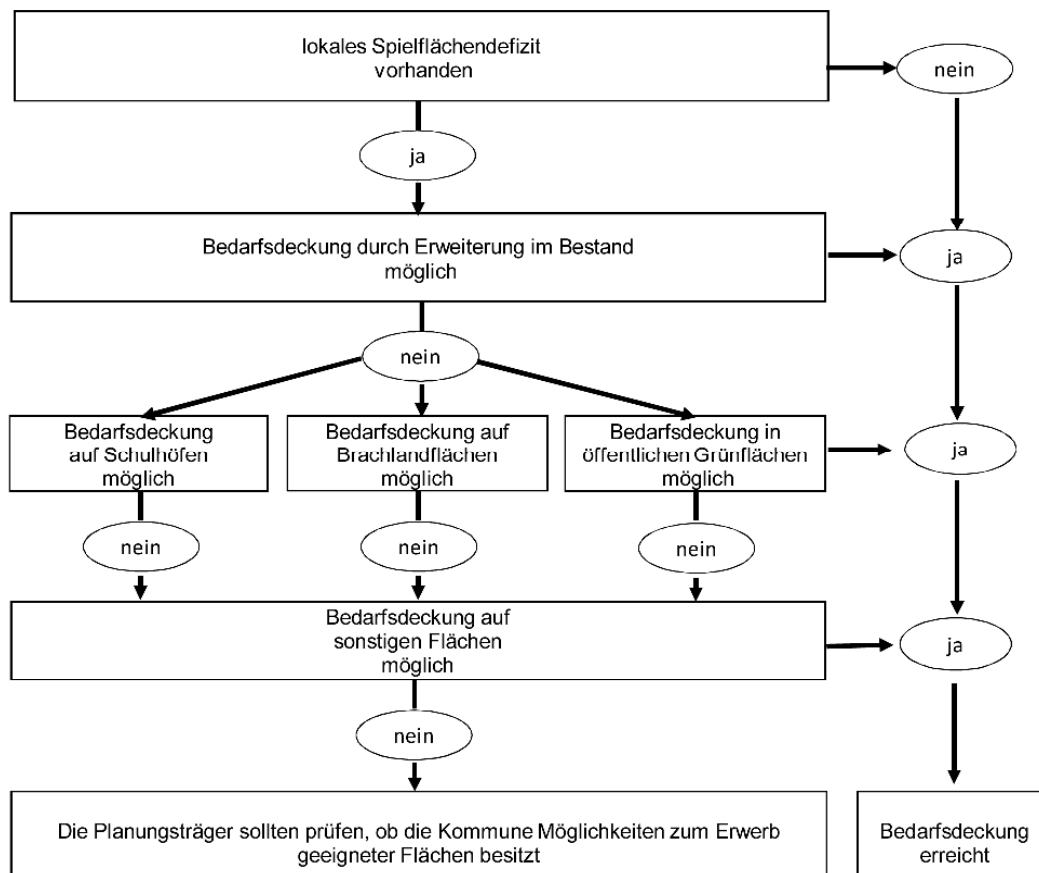 lokales Spielflächendefizit
vorhanden
nein
ja
Bedarfsdeckung durch Erweiterung im Bestand
möglich
ja
nein
Bedarfsdeckung
auf Schulhöfen
möglich
Bedarfsdeckung auf
Brachlandflächen
möglich
Bedarfsdeckung in
öffentlichen Grünflächen
möglich
ja
nein
nein
nein
Bedarfsdeckung auf
sonstigen Flächen
möglich
ja
nein
Die Planungsträger sollten prüfen, ob die Kommune Möglichkeiten zum Erwerb
geeigneter Flächen besitzt
Bedarfsdeckung
erreicht